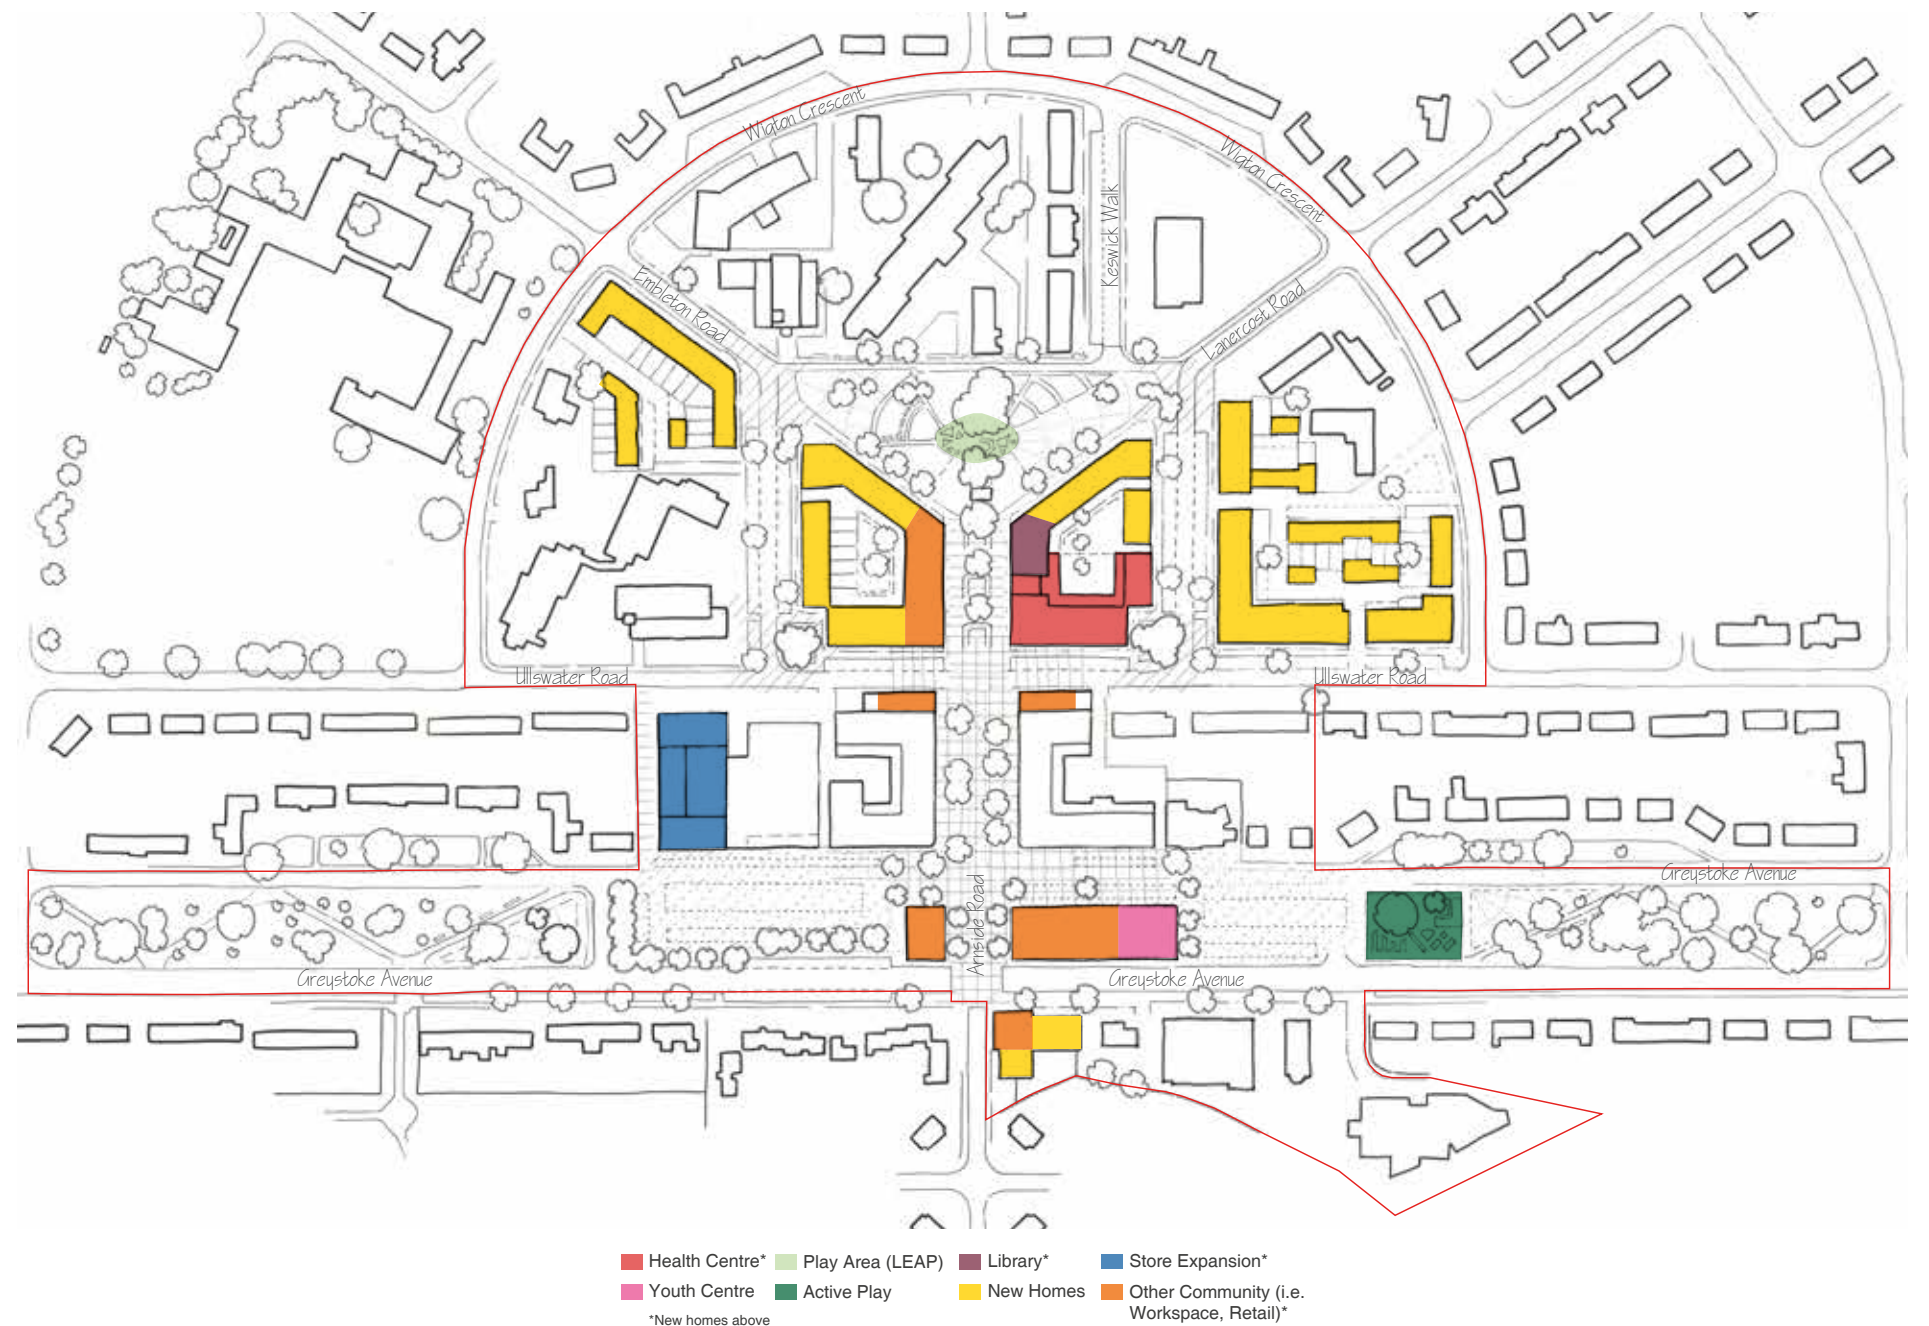 Wigton Crescent
Wigton Crescent
Keswick Walk
Embleton Road
Lanercost Road
Ullswater Road
Ullswater Road
Greystoke Avenue
Arnside Road
Greystoke Avenue
Greystoke Avenue
Health Centre*
Play Area (LEAP)
Library*
Store Expansion*
Youth Centre
Active Play
New Homes
Other Community (i.e.
Workspace, Retail)*
*New homes above